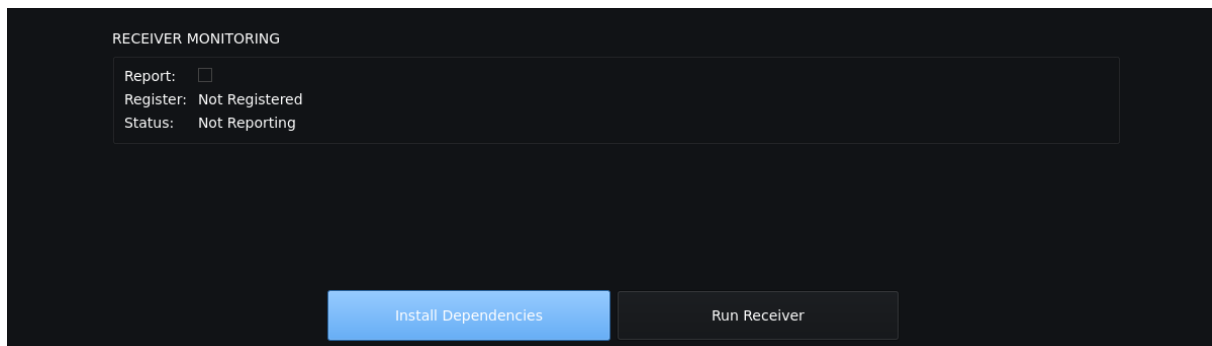 RECEIVER MONITORING
Report:
Register: Not Registered
Status: Not Reporting
Install Dependencies Run Receiver